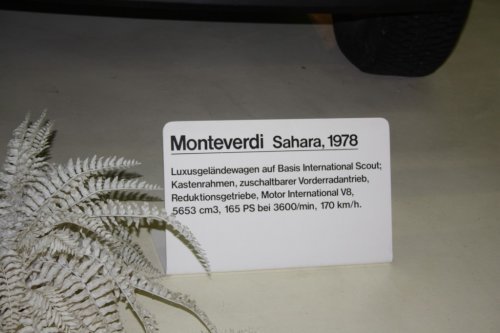 Monteverdi Sahara, 1978
Luxusgeländewagen auf Basis International Scout;
Kastenrahmen, zuschaltbarer Vorderradantrieb,
Reduktionsgetriebe, Motor International V8,
5653 cm3, 165 PS bei 3600/min, 170 km/h.